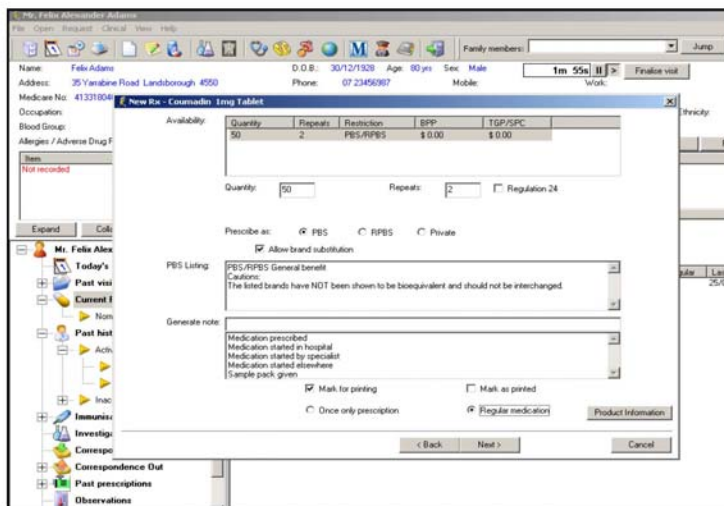 Mr. Felix Alexander Adams
File Open Request Clinical View Help
Family members: Jump
Name: Felix Adams D.O.B.: 30/12/1928 Age: 80 yrs Sex: Male 1m 55s Finalise visit
Address: 35 Yarrabine Road Landsborough 4550 Phone: 07 23456987 Mobile: Work:
Medicare No: 41331804
Occupation: Ethnicity:
Blood Group:
Allergies / Adverse Drug
Item
Not recorded
Expand
New Rx - Coumadin 1mg Tablet
Availability:
Quantity Repeats Restriction BPP TGP/SPC
50 2 PBS/RPBS $ 0.00 $ 0.00
Quantity: 50 Repeats: 2 Regulation 24
Prescribe as: PBS RPBS Private
Allow brand substitution
PBS Listing: PBS/RPBS General benefit
Cautions:
The listed brands have NOT been shown to be bioequivalent and should not be interchanged.
Generate note:
Medication prescribed
Medication started in hospital
Medication started by specialist
Medication started elsewhere
Sample pack given
Mark for printing Mark as printed
Once only prescription Regular medication Product Information
< Back Next > Cancel
Mr. Felix Alex
Today's
Past visi
Current
Past hist
Immunisa
Investiga
Correspo
Correspondence Out
Past prescriptions
Observations